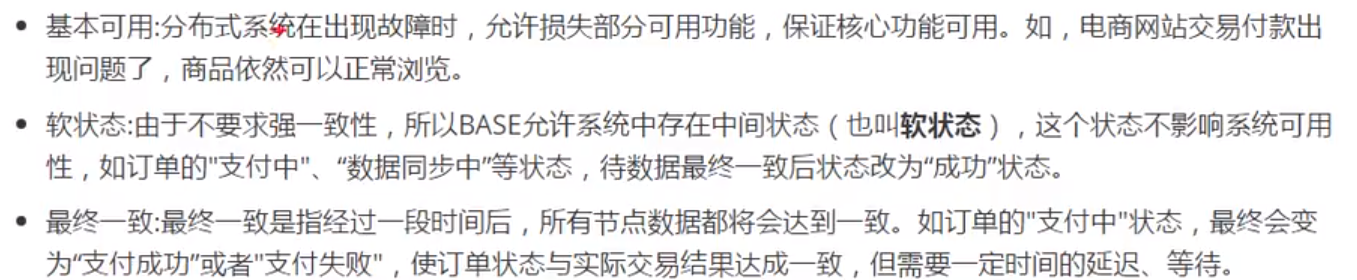 • 基本可用:分布式系统在出现故障时，允许损失部分可用功能，保证核心功能可用。如，电商网站交易付款出
现问题了，商品依然可以正常浏览。
• 软状态:由于不要求强一致性，所以BASE允许系统中存在中间状态（也叫软状态），这个状态不影响系统可用
性，如订单的"支付中"、“数据同步中”等状态，待数据最终一致后状态改为“成功”状态。
• 最终一致:最终一致是指经过一段时间后，所有节点数据都将会达到一致。如订单的"支付中"状态，最终会变
为“支付成功”或者"支付失败"，使订单状态与实际交易结果达成一致，但需要一定时间的延迟、等待。